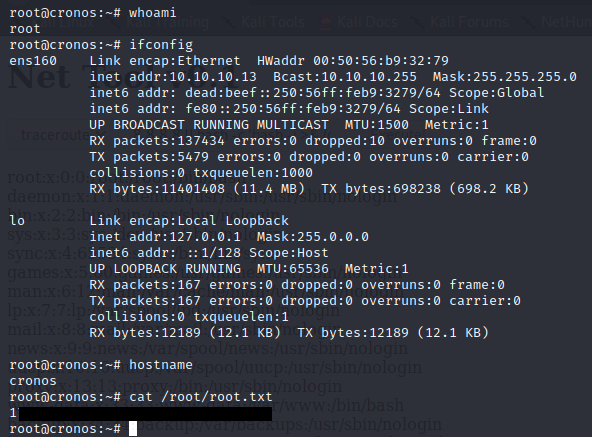 root@cronos:~# whoami
root
root@cronos:~# ifconfig
ens160    Link encap:Ethernet  HWaddr 00:50:56:b9:32:79
          inet addr:10.10.10.13  Bcast:10.10.10.255  Mask:255.255.255.0
          inet6 addr: dead:beef::250:56ff:feb9:3279/64 Scope:Global
          inet6 addr: fe80::250:56ff:feb9:3279/64 Scope:Link
          UP BROADCAST RUNNING MULTICAST  MTU:1500  Metric:1
          RX packets:137434 errors:0 dropped:10 overruns:0 frame:0
          TX packets:5479 errors:0 dropped:0 overruns:0 carrier:0
          collisions:0 txqueuelen:1000
          RX bytes:11401408 (11.4 MB)  TX bytes:698238 (698.2 KB)
lo        Link encap:Local Loopback
          inet addr:127.0.0.1  Mask:255.0.0.0
          inet6 addr: ::1/128 Scope:Host
          UP LOOPBACK RUNNING  MTU:65536  Metric:1
          RX packets:167 errors:0 dropped:0 overruns:0 frame:0
          TX packets:167 errors:0 dropped:0 overruns:0 carrier:0
          collisions:0 txqueuelen:1
          RX bytes:12189 (12.1 KB)  TX bytes:12189 (12.1 KB)
root@cronos:~# hostname
cronos
root@cronos:~# cat /root/root.txt
1
root@cronos:~#